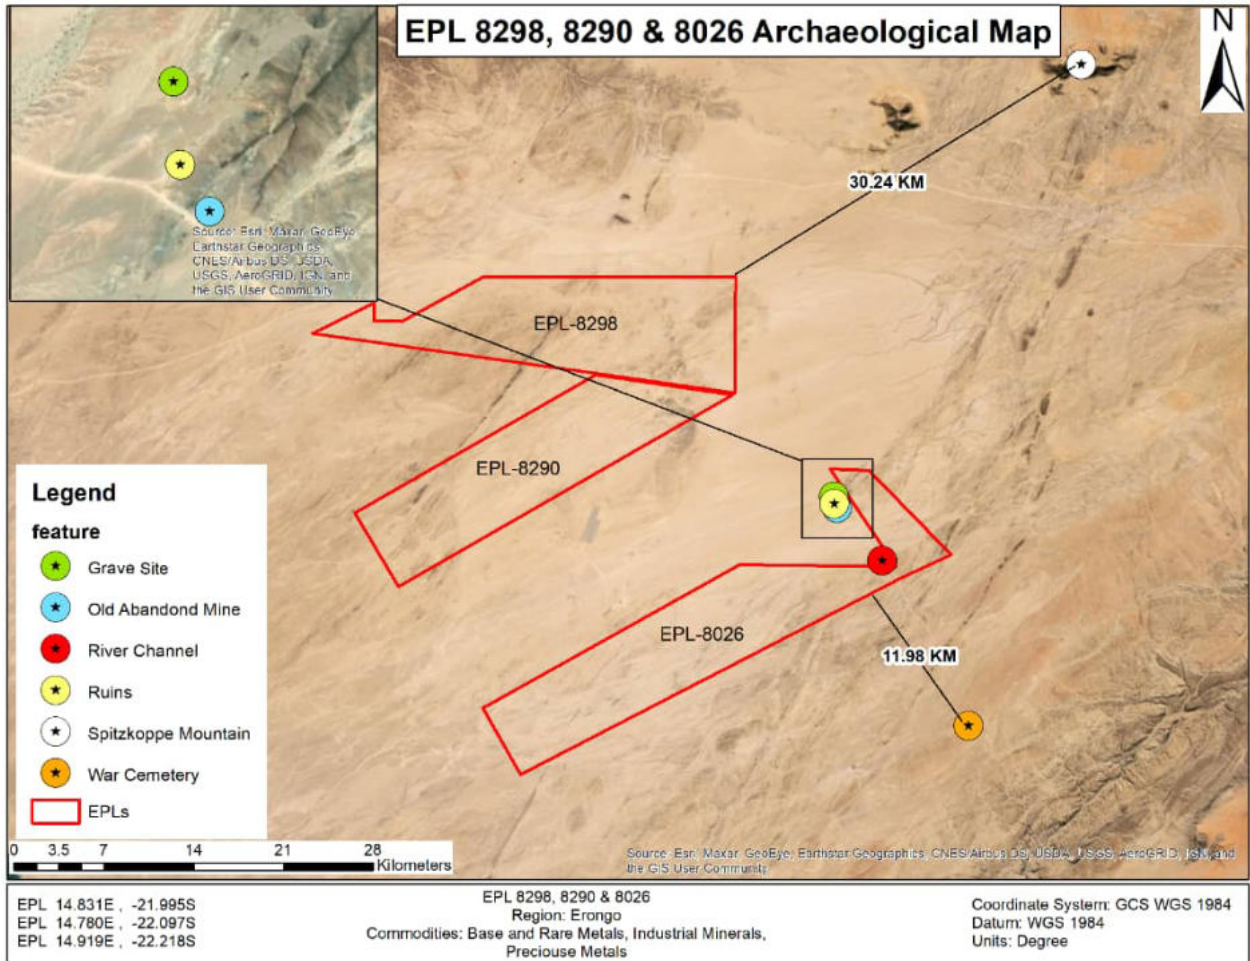 EPL 8298, 8290 & 8026 Archaeological Map
N
Source: Esri, Maxar, GeoEye,
Earthstar Geographics,
CNES/Airbus DS, USDA,
USGS, AeroGRID, IGN, and
the GIS User Community
30.24 KM
EPL-8298
EPL-8290
EPL-8026
11.98 KM
Legend
feature
Grave Site
Old Abandond Mine
River Channel
Ruins
Spitzkoppe Mountain
War Cemetery
EPLs
0 3.5 7 14 21 28
Kilometers
Source: Esri, Maxar, GeoEye, Earthstar Geographics, CNES/Airbus DS, USDA, USGS, AeroGRID, IGN, and
the GIS User Community
EPL 14.831E , -21.995S
EPL 14.780E , -22.097S
EPL 14.919E , -22.218S
EPL 8298, 8290 & 8026
Region: Erongo
Commodities: Base and Rare Metals, Industrial Minerals,
Preciouse Metals
Coordinate System: GCS WGS 1984
Datum: WGS 1984
Units: Degree